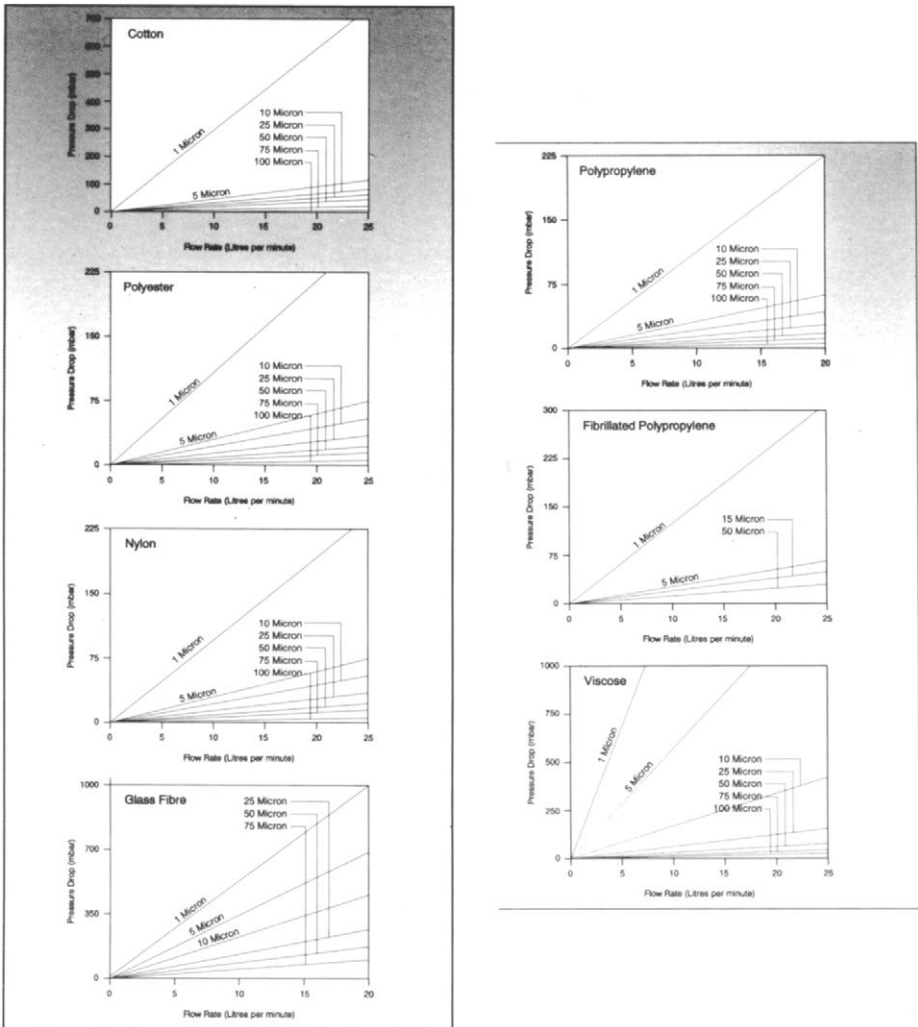 Cotton
700
600
500
400
300
200
100
0
Pressure Drop (mbar)
1 Micron
5 Micron
10 Micron
25 Micron
50 Micron
75 Micron
100 Micron
0 5 10 15 20 25
Flow Rate (Litres per minute)
Polyester
225
150
75
0
Pressure Drop (mbar)
1 Micron
5 Micron
10 Micron
25 Micron
50 Micron
75 Micron
100 Micron
0 5 10 15 20 25
Flow Rate (Litres per minute)
Nylon
225
150
75
0
Pressure Drop (mbar)
1 Micron
5 Micron
10 Micron
25 Micron
50 Micron
75 Micron
100 Micron
0 5 10 15 20 25
Flow Rate (Litres per minute)
Glass Fibre
1000
700
350
0
Pressure Drop (mbar)
25 Micron
50 Micron
75 Micron
1 Micron
5 Micron
10 Micron
0 5 10 15 20
Flow Rate (Litres per minute)
Polypropylene
225
150
75
0
Pressure Drop (mbar)
1 Micron
5 Micron
10 Micron
25 Micron
50 Micron
75 Micron
100 Micron
0 5 10 15 20
Flow Rate (Litres per minute)
Fibrillated Polypropylene
300
225
150
75
0
Pressure Drop (mbar)
1 Micron
5 Micron
15 Micron
50 Micron
0 5 10 15 20 25
Flow Rate (Litres per minute)
Viscose
1000
750
500
250
0
Pressure Drop (mbar)
1 Micron
5 Micron
10 Micron
25 Micron
50 Micron
75 Micron
100 Micron
0 5 10 15 20 25
Flow Rate (Litres per minute)